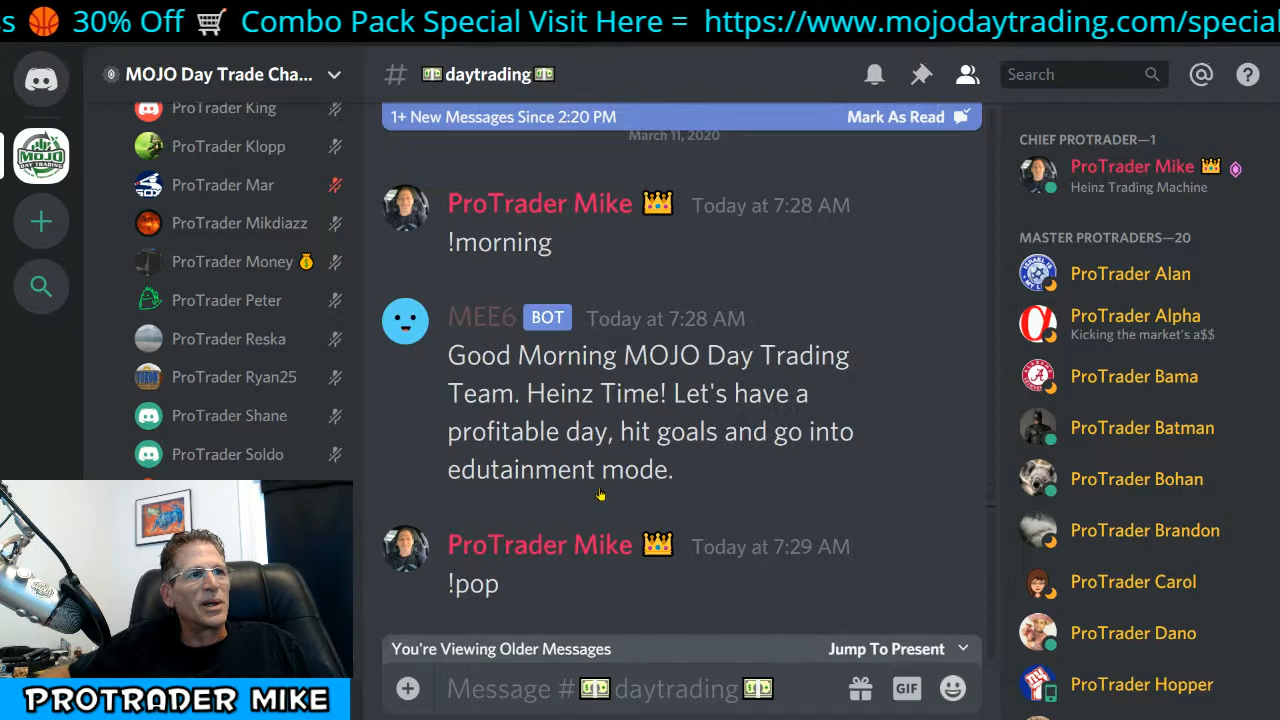 s 🏀 30% Off 🛒 Combo Pack Special Visit Here = https://www.mojodaytrading.com/special
MOJO Day Trade Cha...
ProTrader King
ProTrader Klopp
ProTrader Mar
ProTrader Mikdiazz
ProTrader Money 💰
ProTrader Peter
ProTrader Reska
ProTrader Ryan25
ProTrader Shane
ProTrader Soldo
MOJO
DAY TRADING
# 💵daytrading💵
Search
1+ New Messages Since 2:20 PM
Mark As Read
March 11, 2020
ProTrader Mike 👑 Today at 7:28 AM
!morning
MEE6 BOT Today at 7:28 AM
Good Morning MOJO Day Trading
Team. Heinz Time! Let's have a
profitable day, hit goals and go into
edutainment mode.
ProTrader Mike 👑 Today at 7:29 AM
!pop
You're Viewing Older Messages
Jump To Present
Message #💵daytrading💵
GIF
CHIEF PROTRADER—1
ProTrader Mike 👑
Heinz Trading Machine
MASTER PROTRADERS—20
ProTrader Alan
ProTrader Alpha
Kicking the market's a$$
ProTrader Bama
ProTrader Batman
ProTrader Bohan
ProTrader Brandon
ProTrader Carol
ProTrader Dano
ProTrader Hopper
PROTRADER MIKE